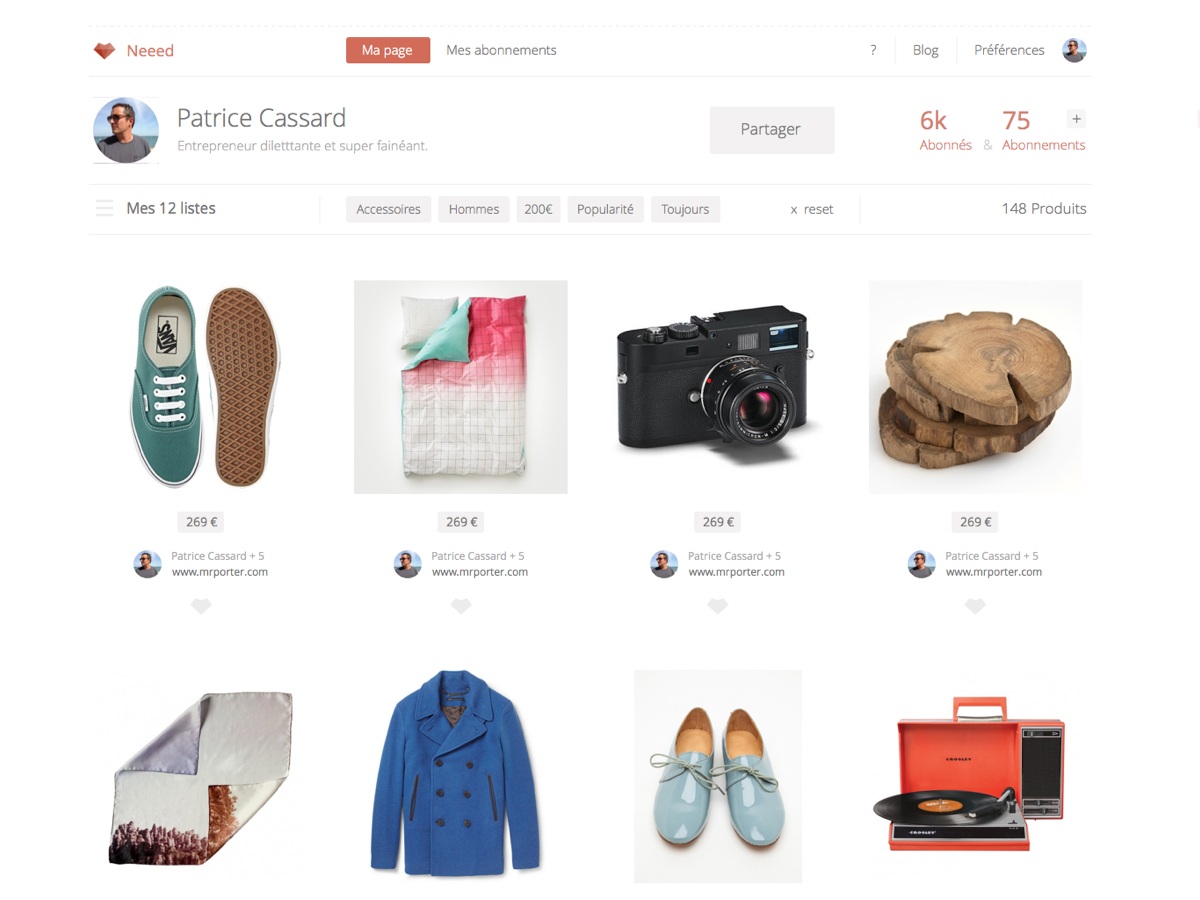 Neeed
Ma page
Mes abonnements
?
Blog
Préférences
Patrice Cassard
Entrepreneur diletttante et super fainéant.
Partager
6k
Abonnés
&
75
Abonnements
+
Mes 12 listes
Accessoires
Hommes
200€
Popularité
Toujours
x reset
148 Produits
VANS
269 €
269 €
269 €
269 €
Patrice Cassard + 5
www.mrporter.com
Patrice Cassard + 5
www.mrporter.com
Patrice Cassard + 5
www.mrporter.com
Patrice Cassard + 5
www.mrporter.com
CROSLEY
CROSLEY